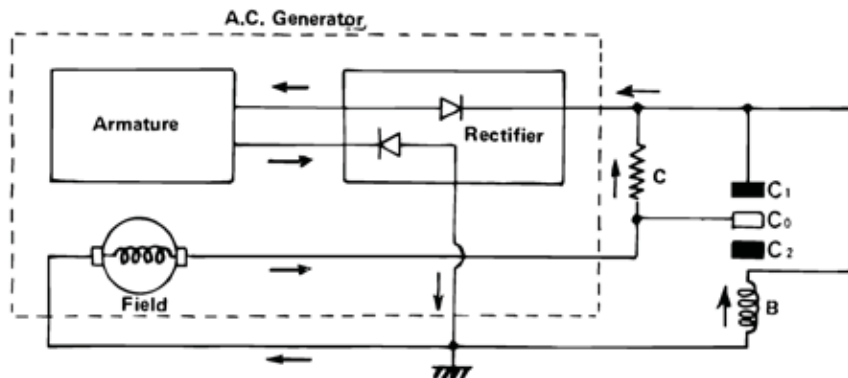 A.C. Generator
Armature
Rectifier
C
C1
C0
C2
Field
B